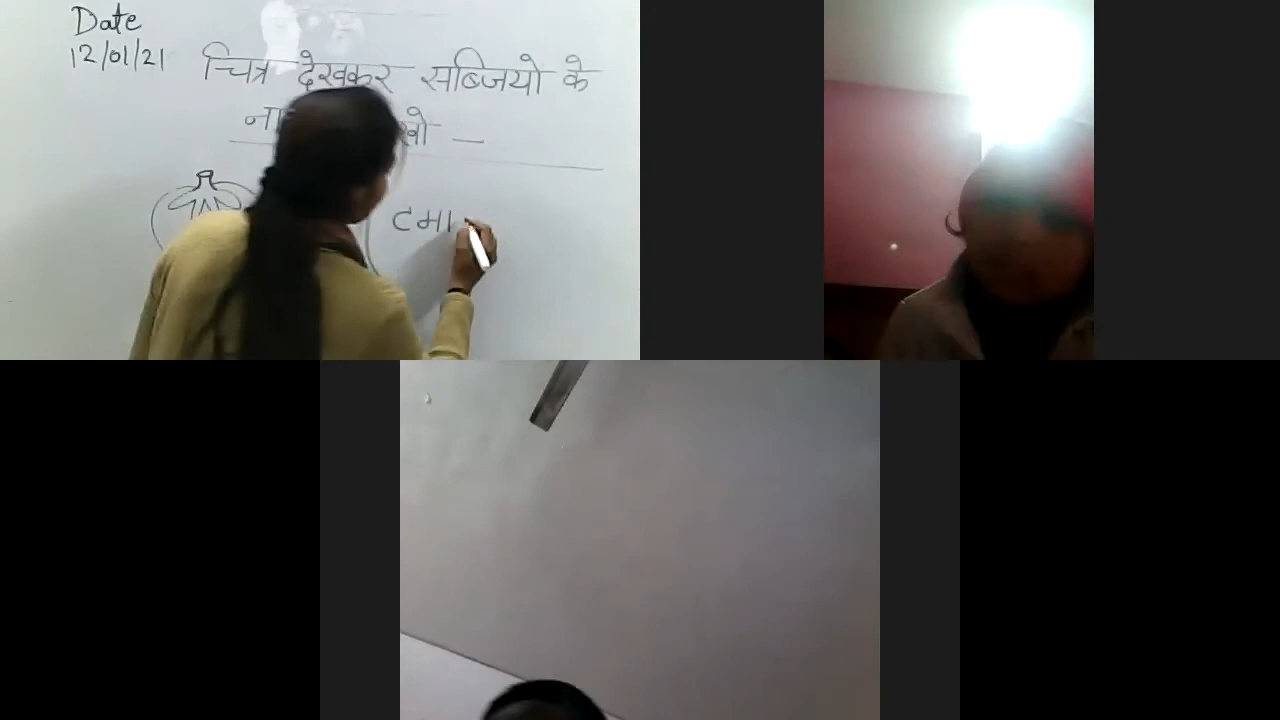 Date
12/01/21
चित्र देखकर सब्जियो के
—
टमा